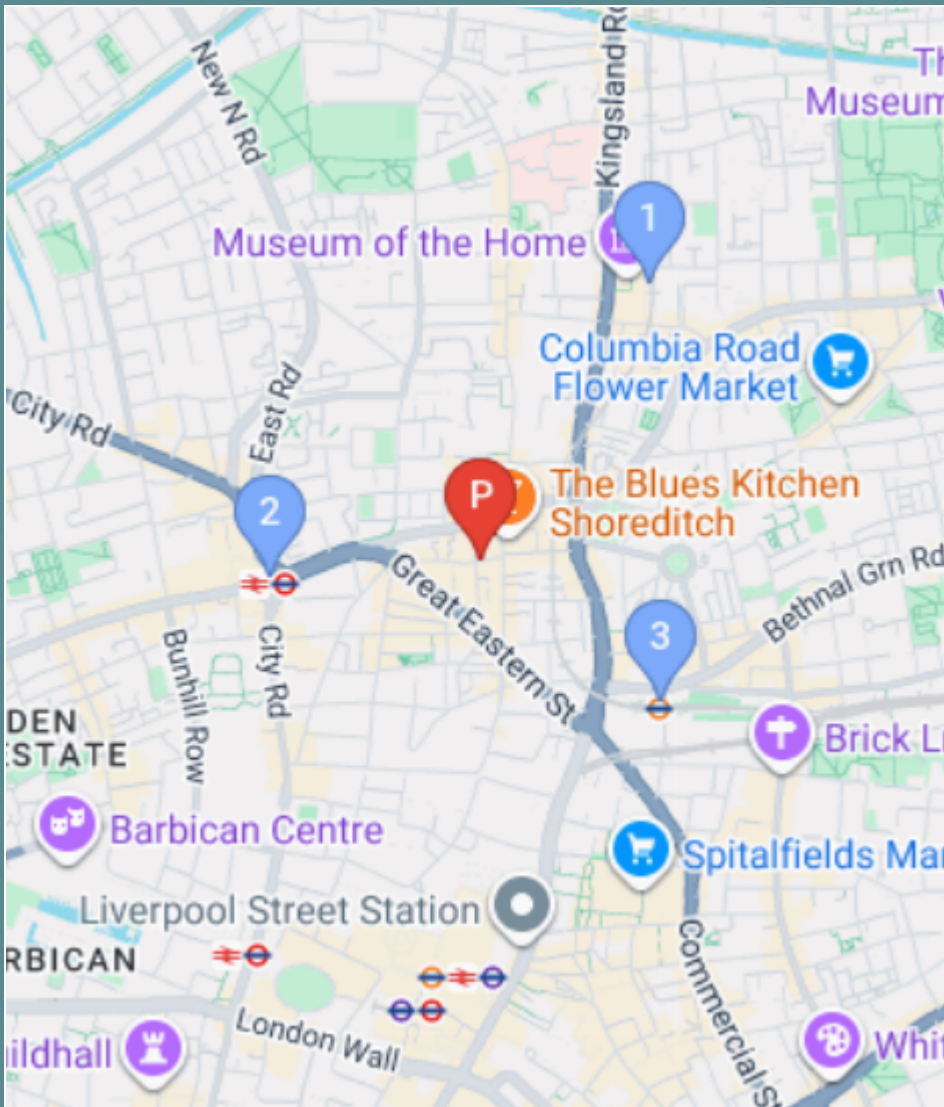 New N Rd
Kingsland Ro
Th
Museum
1
Museum of the Home
Columbia Road
Flower Market
City Rd
East Rd
2
P
The Blues Kitchen
Shoreditch
Great Eastern St
Bethnal Grn Rd
3
Bunhill Row
City Rd
DEN
ESTATE
Brick L
Barbican Centre
Spitalfields Mar
Liverpool Street Station
RBICAN
Commercial St
London Wall
ildhall
Whit